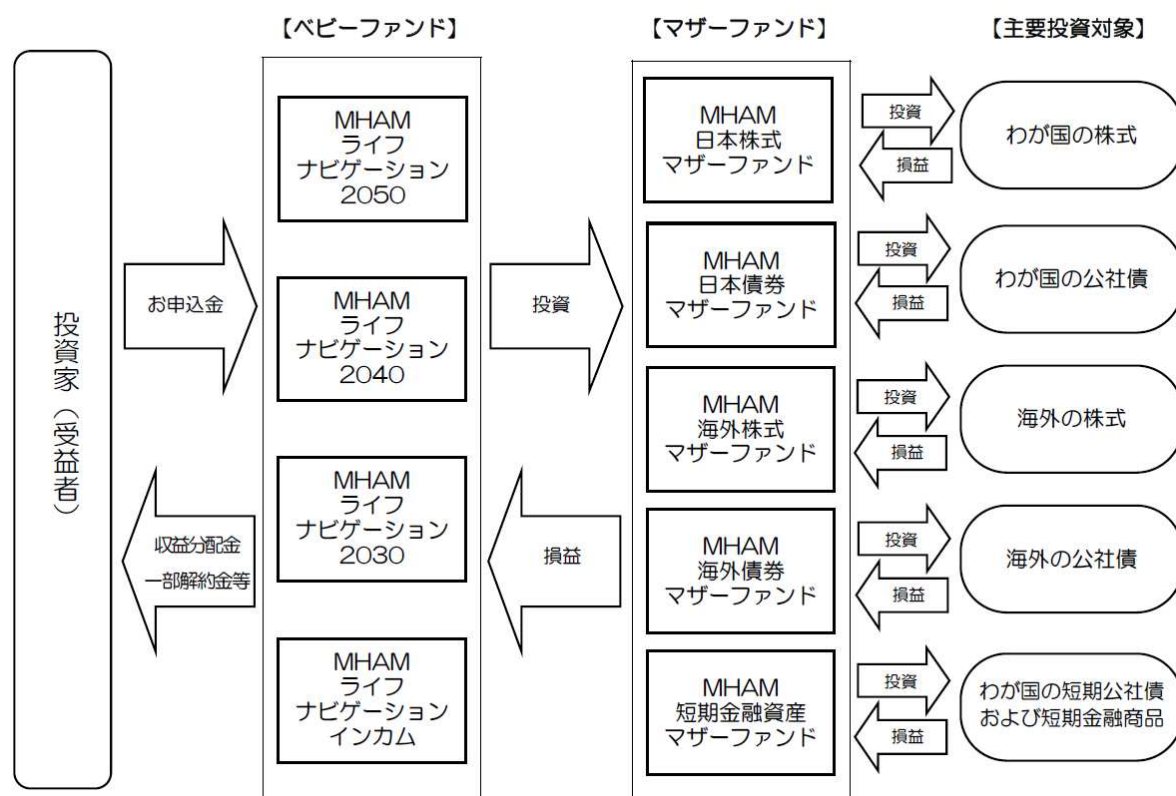 【ベビーファンド】
【マザーファンド】
【主要投資対象】
投資家（受益者）
お申込金
収益分配金
一部解約金等
MHAM
ライフ
ナビゲーション
2050
MHAM
ライフ
ナビゲーション
2040
MHAM
ライフ
ナビゲーション
2030
MHAM
ライフ
ナビゲーション
インカム
投資
損益
MHAM
日本株式
マザーファンド
投資
損益
わが国の株式
MHAM
日本債券
マザーファンド
投資
損益
わが国の公社債
MHAM
海外株式
マザーファンド
投資
損益
海外の株式
MHAM
海外債券
マザーファンド
投資
損益
海外の公社債
MHAM
短期金融資産
マザーファンド
投資
損益
わが国の短期公社債
および短期金融商品